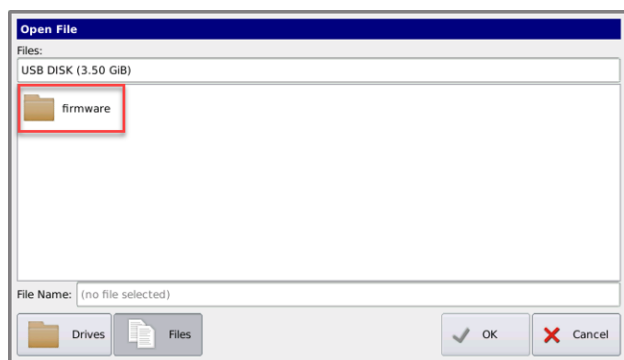 Open File
Files:
USB DISK (3.50 GiB)
firmware
File Name: (no file selected)
Drives Files OK Cancel